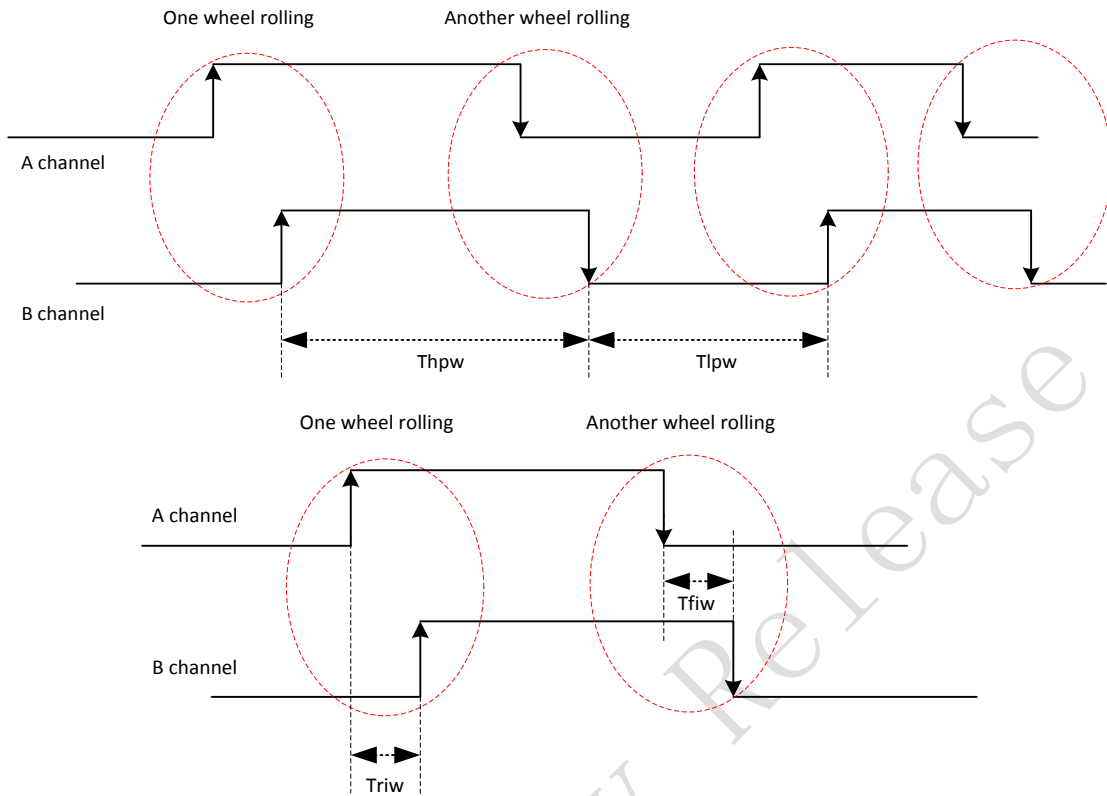 One wheel rolling Another wheel rolling
A channel
B channel
Thpw Tlpw
One wheel rolling Another wheel rolling
A channel
Tfiw
B channel
Triw
Release